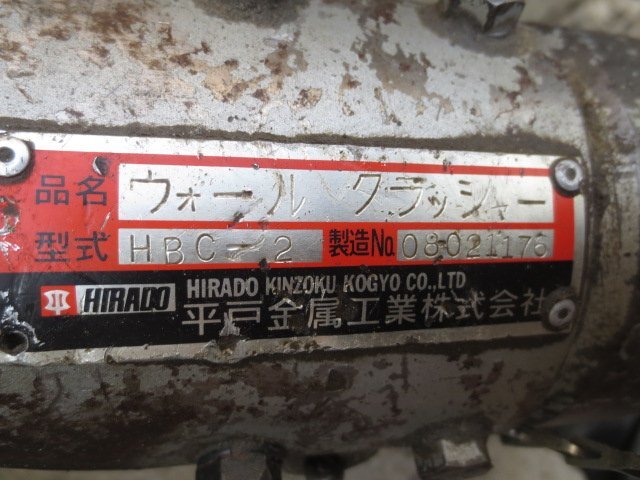 品名 ウォール クラッシャー
型式 HBC-2 製造No. 08021176
HIRADO HIRADO KINZOKU KOGYO CO.,LTD
平戸金属工業株式会社